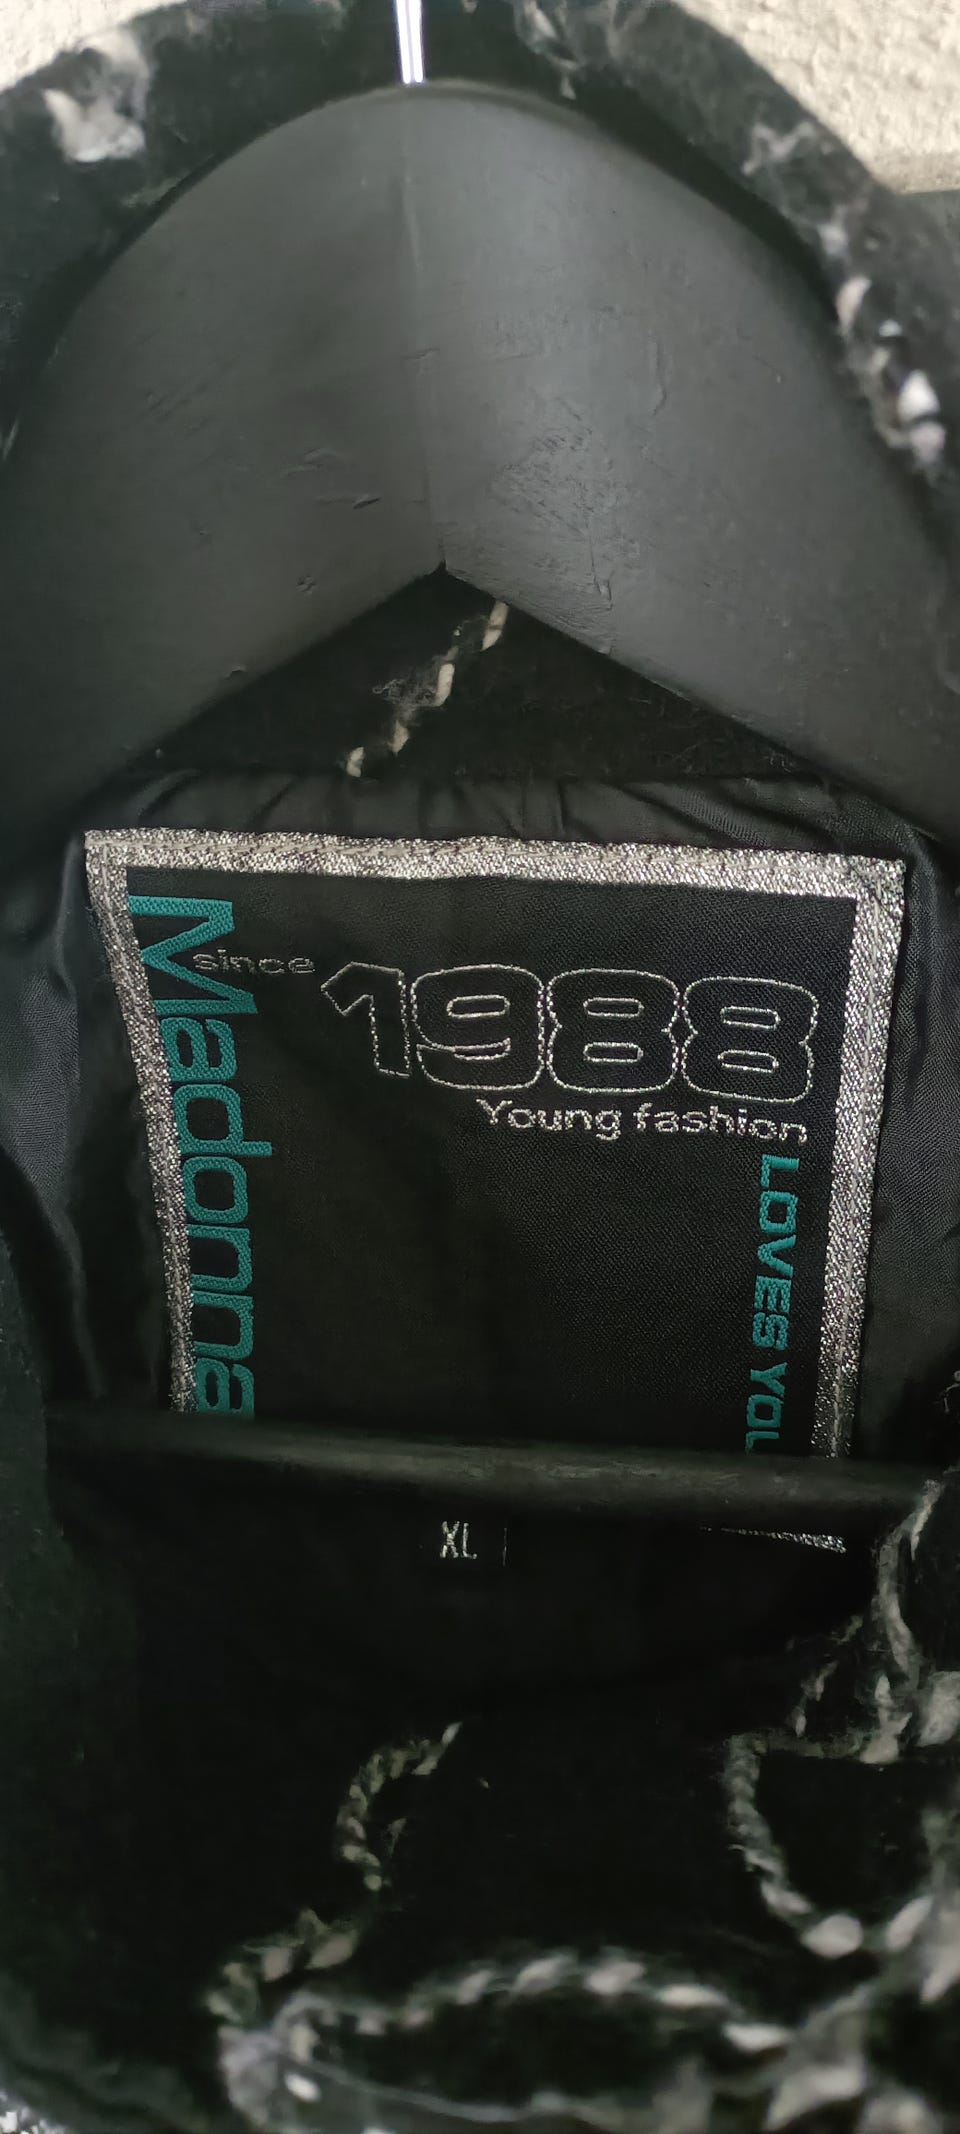 Madonna
since 1988
Young fashion
LOVES YOU
XL